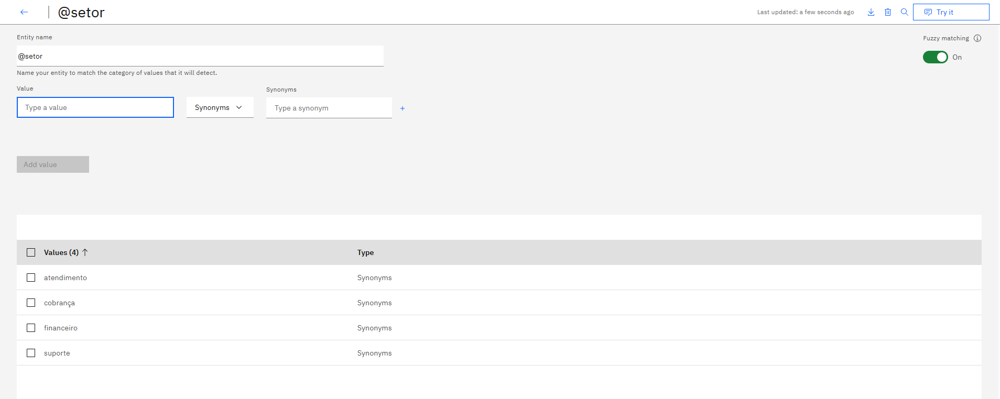 @setor
Last updated: a few seconds ago
Try it
Entity name
Fuzzy matching
@setor
On
Name your entity to match the category of values that it will detect.
Value
Synonyms
Type a value
Synonyms
Type a synonym
+
Add value
Values (4)
Type
atendimento
Synonyms
cobrança
Synonyms
financeiro
Synonyms
suporte
Synonyms